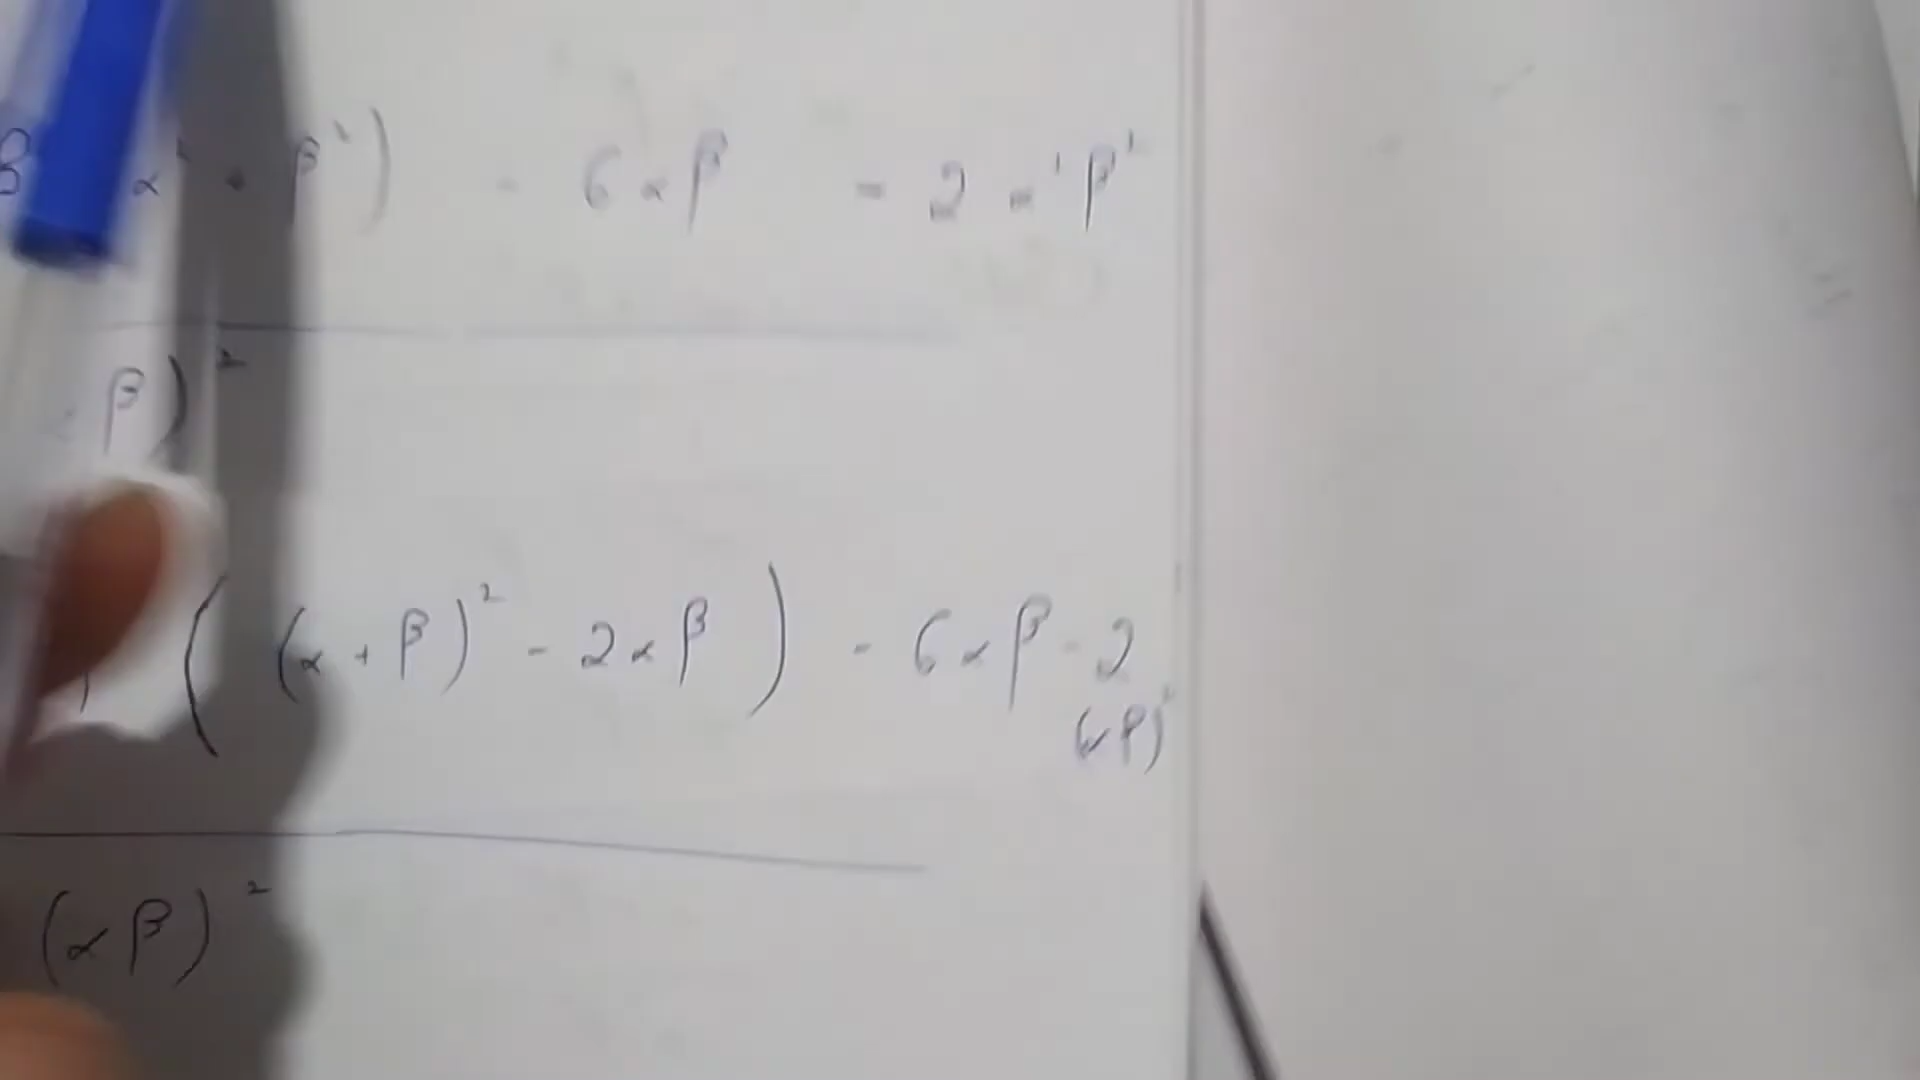 β α² + β²) - 6αβ - 2α²β²
β)²
((α + β)² - 2αβ) - 6αβ - 2
(αβ)²
(αβ)²